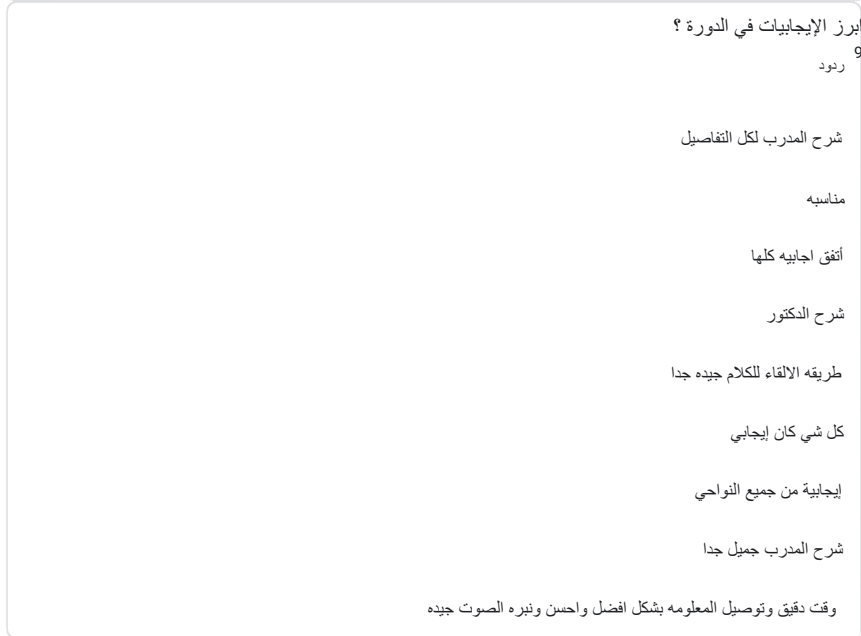 ابرز الإيجابيات في الدورة ؟
9
ردود
شرح المدرب لكل التفاصيل
مناسبه
أتفق اجابيه كلها
شرح الدكتور
طريقه الالقاء للكلام جيده جدا
كل شي كان إيجابي
إيجابية من جميع النواحي
شرح المدرب جميل جدا
وقت دقيق وتوصيل المعلومه بشكل افضل واحسن ونبره الصوت جيده